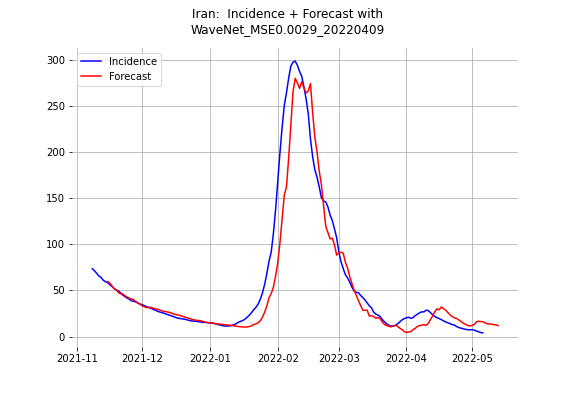 Iran:  Incidence + Forecast with
WaveNet_MSE0.0029_20220409
Incidence
Forecast
300
250
200
150
100
50
0
2021-11 2021-12 2022-01 2022-02 2022-03 2022-04 2022-05